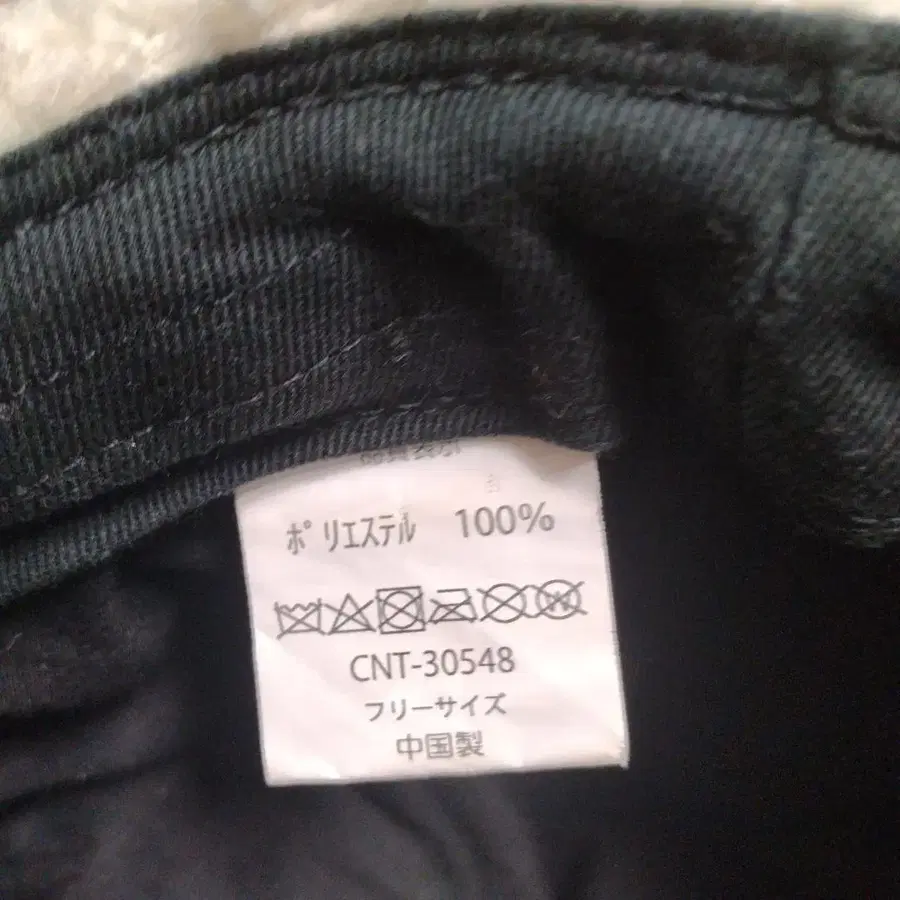 ポリエステル 100%
CNT-30548
フリーサイズ
中国製